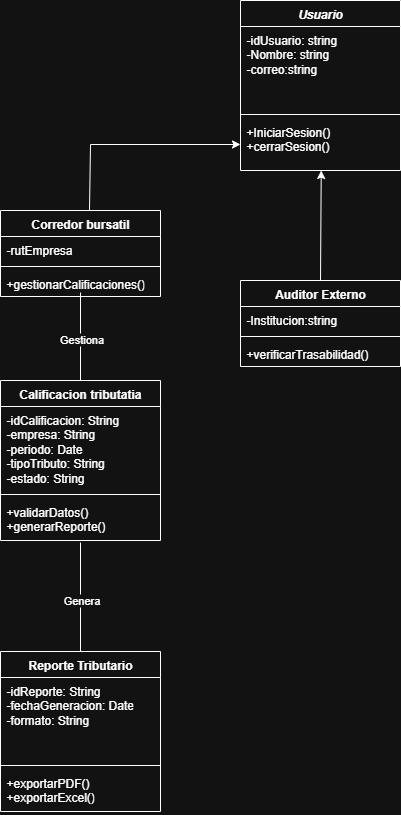 Usuario
-idUsuario: string
-Nombre: string
-correo:string
+IniciarSesion()
+cerrarSesion()
Corredor bursatil
-rutEmpresa
+gestionarCalificaciones()
Auditor Externo
-Institucion:string
+verificarTrasabilidad()
Gestiona
Calificacion tributatia
-idCalificacion: String
-empresa: String
-periodo: Date
-tipoTributo: String
-estado: String
+validarDatos()
+generarReporte()
Genera
Reporte Tributario
-idReporte: String
-fechaGeneracion: Date
-formato: String
+exportarPDF()
+exportarExcel()